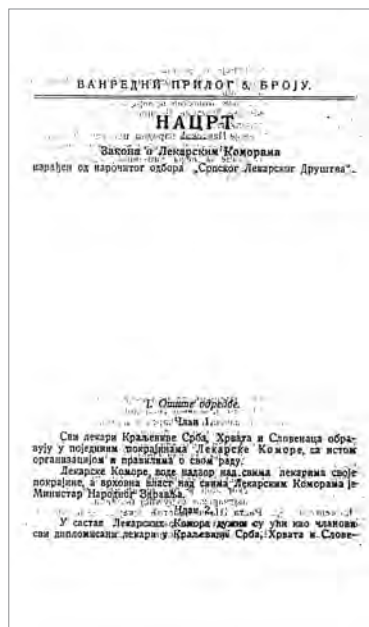 ВАНРЕДНИ ПРИЛОГ 5. БРОЈУ.
НАЦРТ
Закона о Лекарским Коморама
израђен од нарочитог одбора „Српског Лекарског Друштва“.
I. Опште одредбе.
Члан 1.
Сви лекари Краљевине Срба, Хрвата и Словенаца обра-
зују у појединим покрајинама Лекарске Коморе, са истом
организацијом и правилима о свом раду.
Лекарске Коморе, воде надзор над свима лекарима своје
покрајине, а врховна власт над свима Лекарским Коморама је
Министар Народног Здравља.
Члан 2.
У састав Лекарских Комора дужни су ући као чланови
сви дипломисани лекари у Краљевини Срба, Хрвата и Слове-